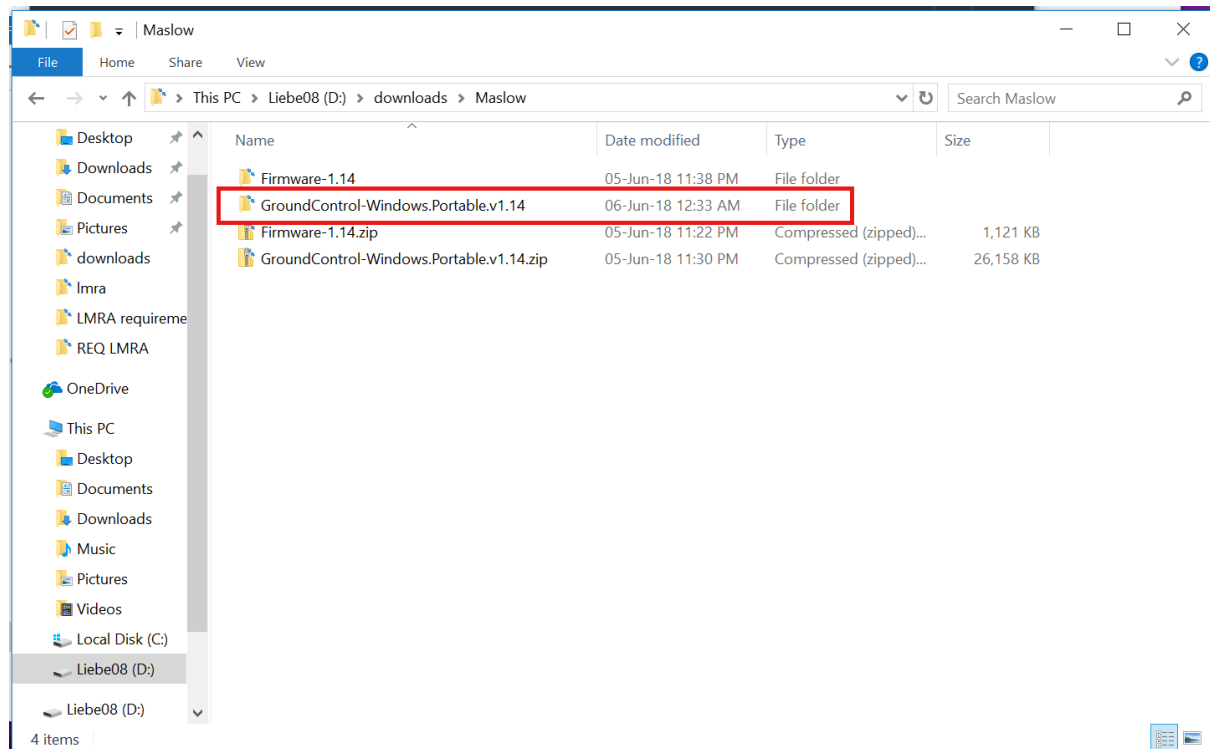 Maslow
File Home Share View
?
This PC > Liebe08 (D:) > downloads > Maslow
Search Maslow
Name Date modified Type Size
Firmware-1.14 05-Jun-18 11:38 PM File folder
GroundControl-Windows.Portable.v1.14 06-Jun-18 12:33 AM File folder
Firmware-1.14.zip 05-Jun-18 11:22 PM Compressed (zipped)... 1,121 KB
GroundControl-Windows.Portable.v1.14.zip 05-Jun-18 11:30 PM Compressed (zipped)... 26,158 KB
Desktop
Downloads
Documents
Pictures
downloads
lmra
LMRA requireme
REQ LMRA
OneDrive
This PC
Desktop
Documents
Downloads
Music
Pictures
Videos
Local Disk (C:)
Liebe08 (D:)
Liebe08 (D:)
4 items